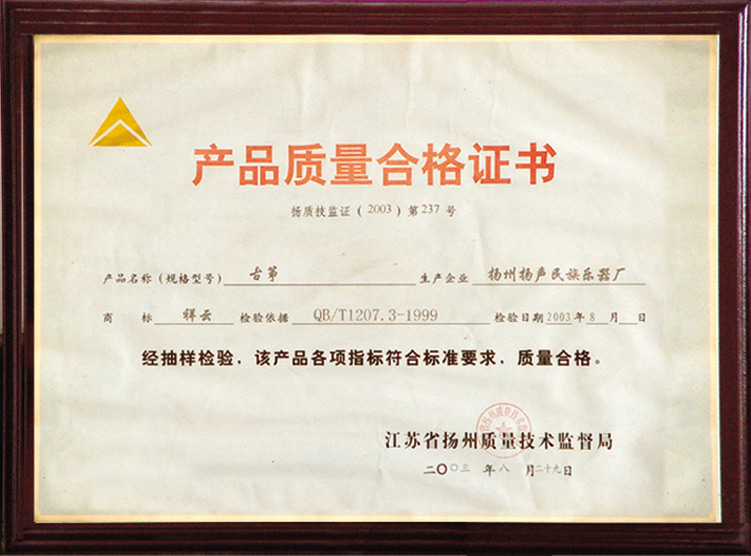 产品质量合格证书
扬质技监证(2003)第237号
产品名称(规格型号) 古筝 生产企业 扬州扬声民族乐器厂
商标 祥云 检验依据 QB/T1207.3-1999 检验日期2003年8月 日
经抽样检验,该产品各项指标符合标准要求,质量合格。
江苏省扬州质量技术监督局
二〇〇三 年八 月二十九日